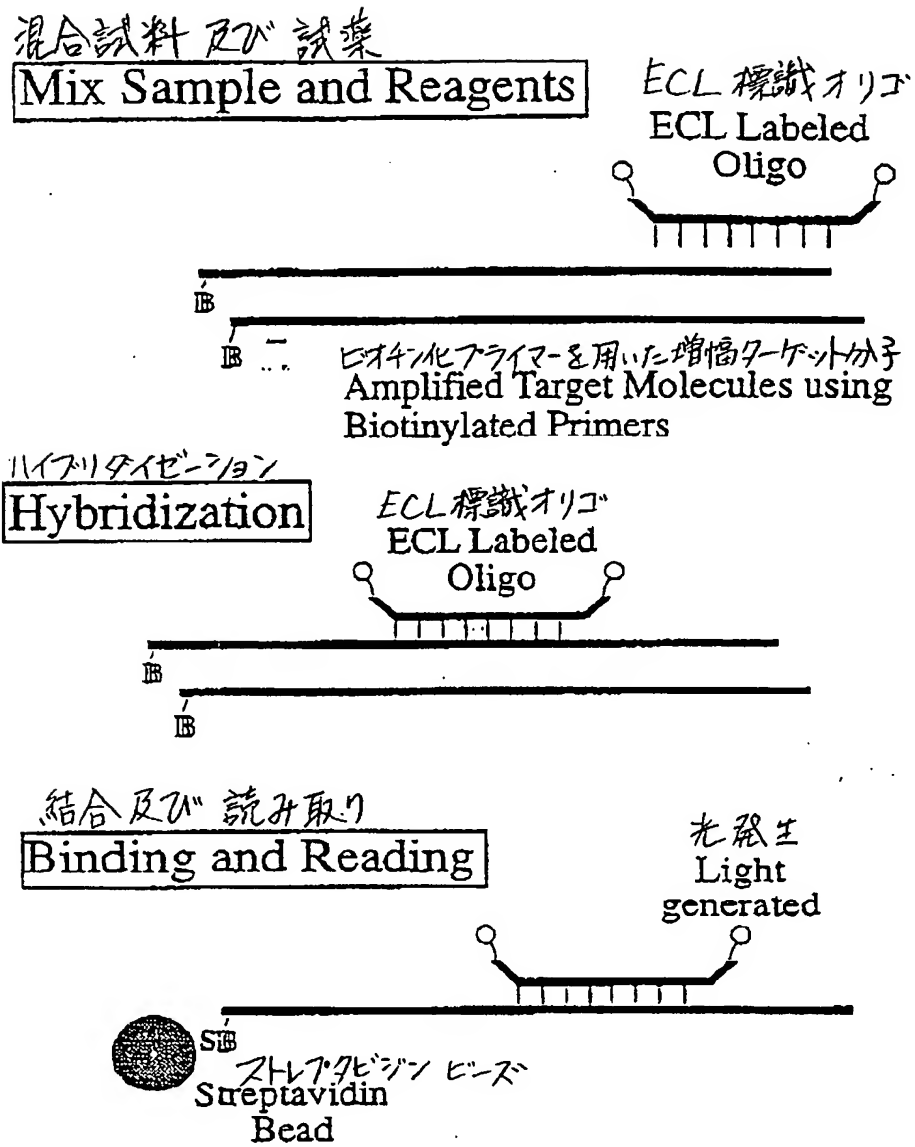 混合試料 及び 試薬
Mix Sample and Reagents
ECL 標識オリゴ
ECL Labeled
Oligo
B
B
ビオチン化プライマーを用いた増幅ターゲット分子
Amplified Target Molecules using
Biotinylated Primers
ハイブリダイゼーション
Hybridization
ECL標識オリゴ
ECL Labeled
Oligo
B
B
結合及び 読み取り
Binding and Reading
光発生
Light
generated
SB
ストレプタビジン ビーズ
Streptavidin
Bead